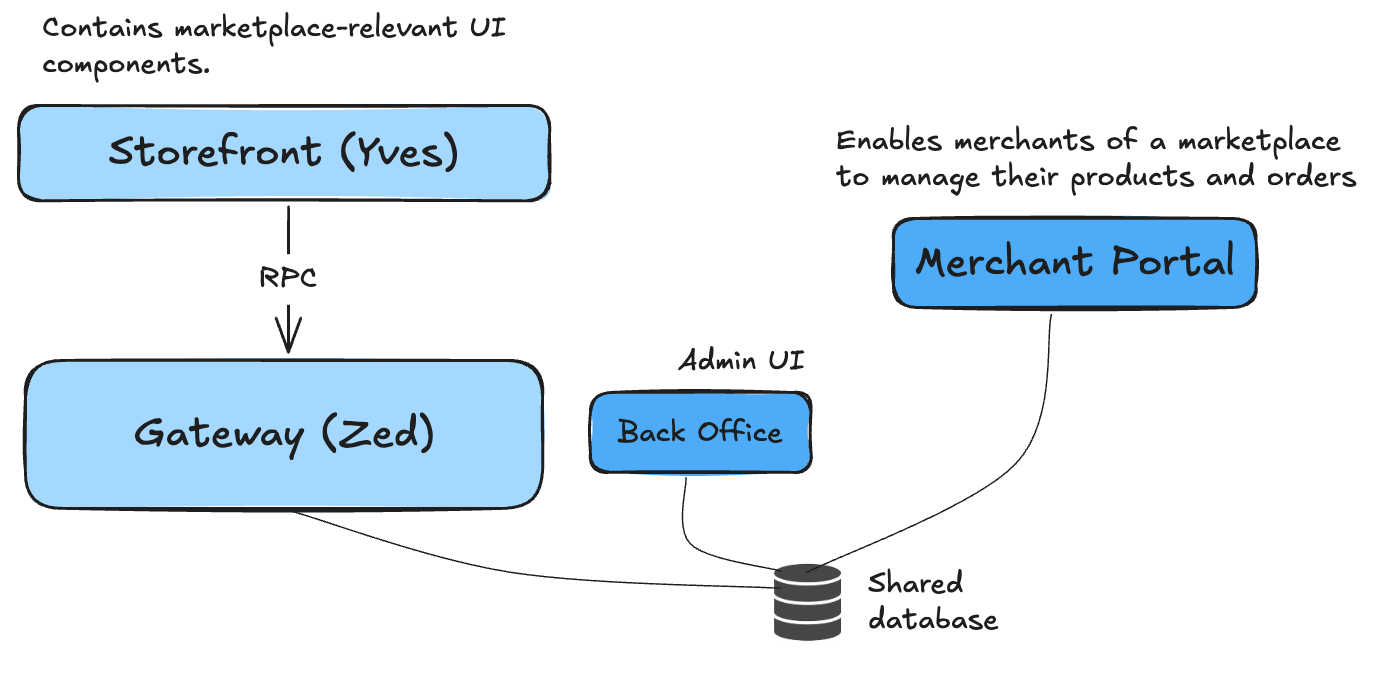 Contains marketplace-relevant UI
components.
Storefront (Yves)
Enables merchants of a marketplace
to manage their products and orders
Merchant Portal
RPC
Admin UI
Gateway (Zed)
Back Office
Shared
database